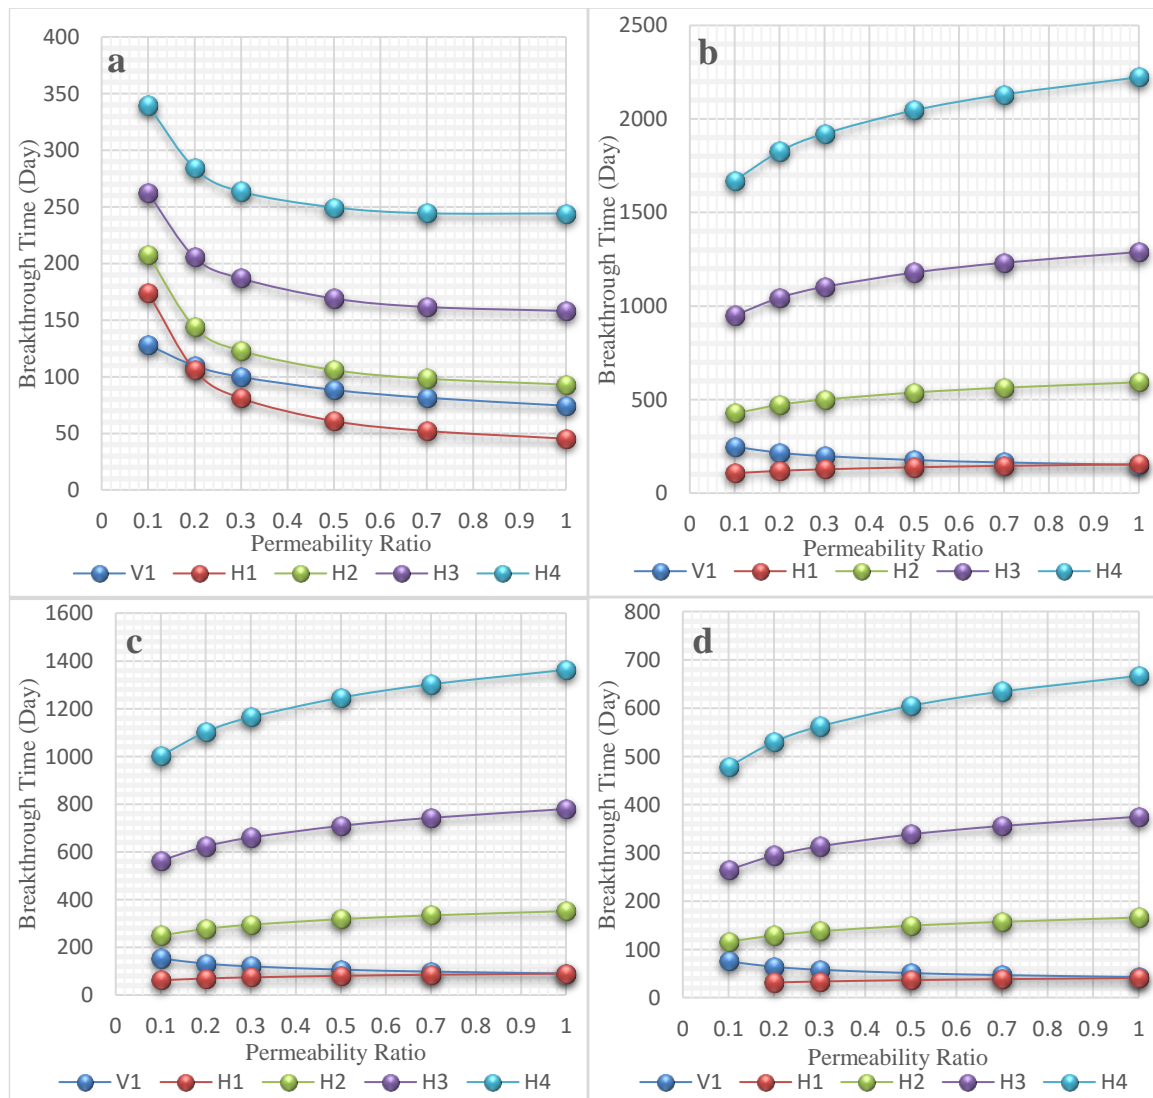 a
Breakthrough Time (Day)
400
350
300
250
200
150
100
50
0
0 0.1 0.2 0.3 0.4 0.5 0.6 0.7 0.8 0.9 1
Permeability Ratio
V1 H1 H2 H3 H4
b
Breakthrough Time (Day)
2500
2000
1500
1000
500
0
0 0.1 0.2 0.3 0.4 0.5 0.6 0.7 0.8 0.9 1
Permeability Ratio
V1 H1 H2 H3 H4
c
Breakthrough Time (Day)
1600
1400
1200
1000
800
600
400
200
0
0 0.1 0.2 0.3 0.4 0.5 0.6 0.7 0.8 0.9 1
Permeability Ratio
V1 H1 H2 H3 H4
d
Breakthrough Time (Day)
800
700
600
500
400
300
200
100
0
0 0.1 0.2 0.3 0.4 0.5 0.6 0.7 0.8 0.9 1
Permeability Ratio
V1 H1 H2 H3 H4